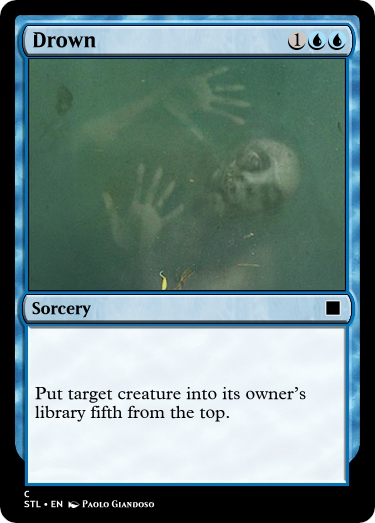 Drown 1
Sorcery
Put target creature into its owner's
library fifth from the top.
C
STL • EN Paolo Giandoso